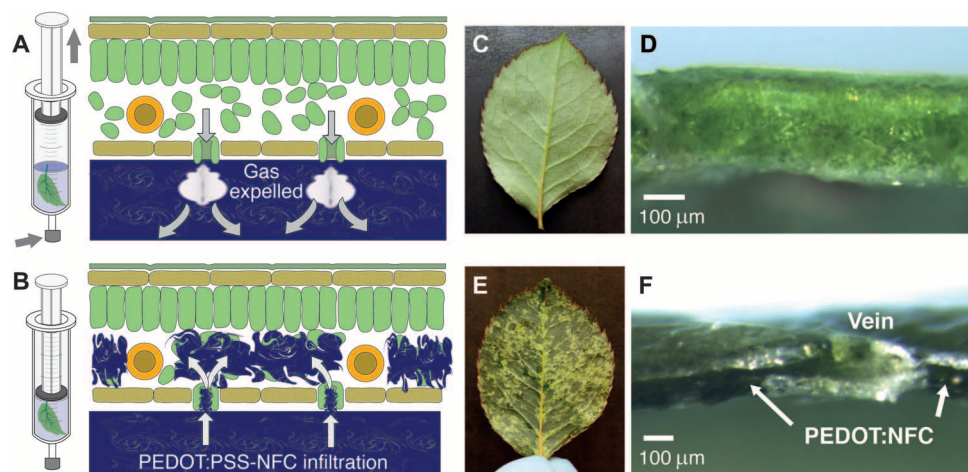 A
Gas
expelled
C
D
100 μm
B
PEDOT:PSS-NFC infiltration
E
F
Vein
PEDOT:NFC
100 μm